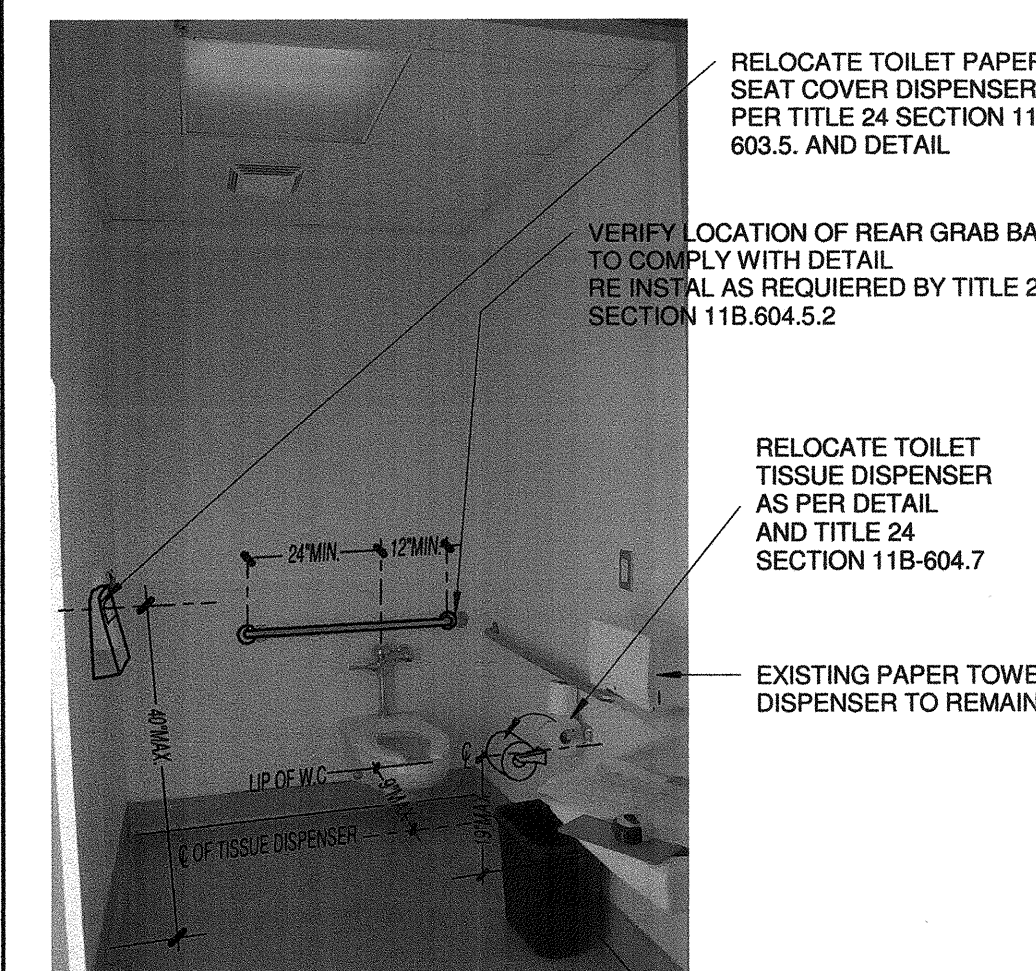 RELOCATE TOILET PAPER
SEAT COVER DISPENSER
PER TITLE 24 SECTION 11
603.5. AND DETAIL
VERIFY LOCATION OF REAR GRAB BA
TO COMPLY WITH DETAIL
RE INSTAL AS REQUIERED BY TITLE 2
SECTION 11B.604.5.2
RELOCATE TOILET
TISSUE DISPENSER
AS PER DETAIL
AND TITLE 24
SECTION 11B-604.7
24"MIN.
12"MIN.
EXISTING PAPER TOWE
DISPENSER TO REMAIN
40"MAX
LIP OF W.C
9"MAX
℄
19"MAX
℄ OF TISSUE DISPENSER